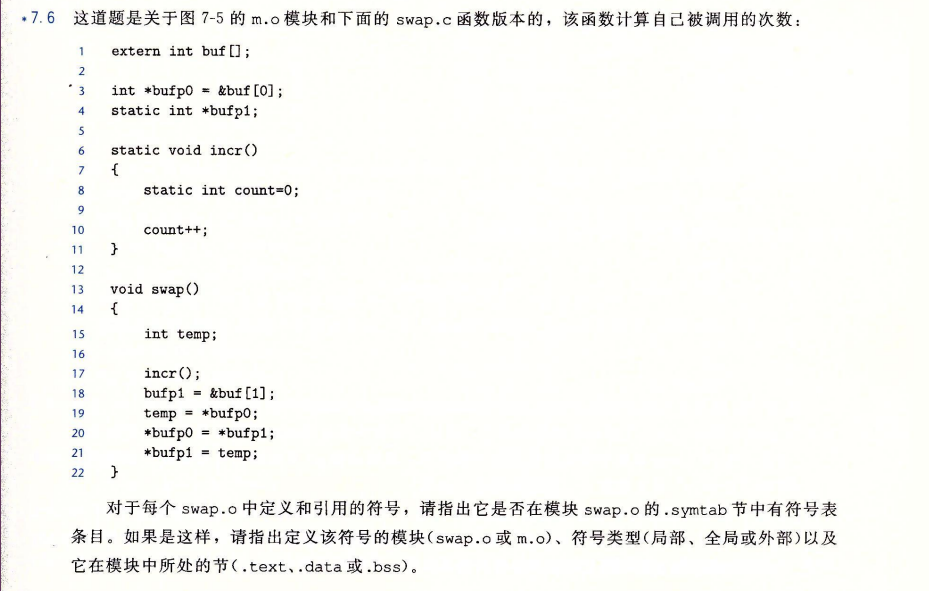 *7.6 这道题是关于图 7-5 的 m.o 模块和下面的 swap.c 函数版本的，该函数计算自己被调用的次数：
1 extern int buf[];
2
3 int *bufp0 = &buf[0];
4 static int *bufp1;
5
6 static void incr()
7 {
8 static int count=0;
9
10 count++;
11 }
12
13 void swap()
14 {
15 int temp;
16
17 incr();
18 bufp1 = &buf[1];
19 temp = *bufp0;
20 *bufp0 = *bufp1;
21 *bufp1 = temp;
22 }
对于每个 swap.o 中定义和引用的符号，请指出它是否在模块 swap.o 的 .symtab 节中有符号表
条目。如果是这样，请指出定义该符号的模块(swap.o 或 m.o)、符号类型(局部、全局或外部)以及
它在模块中所处的节(.text、.data 或 .bss)。